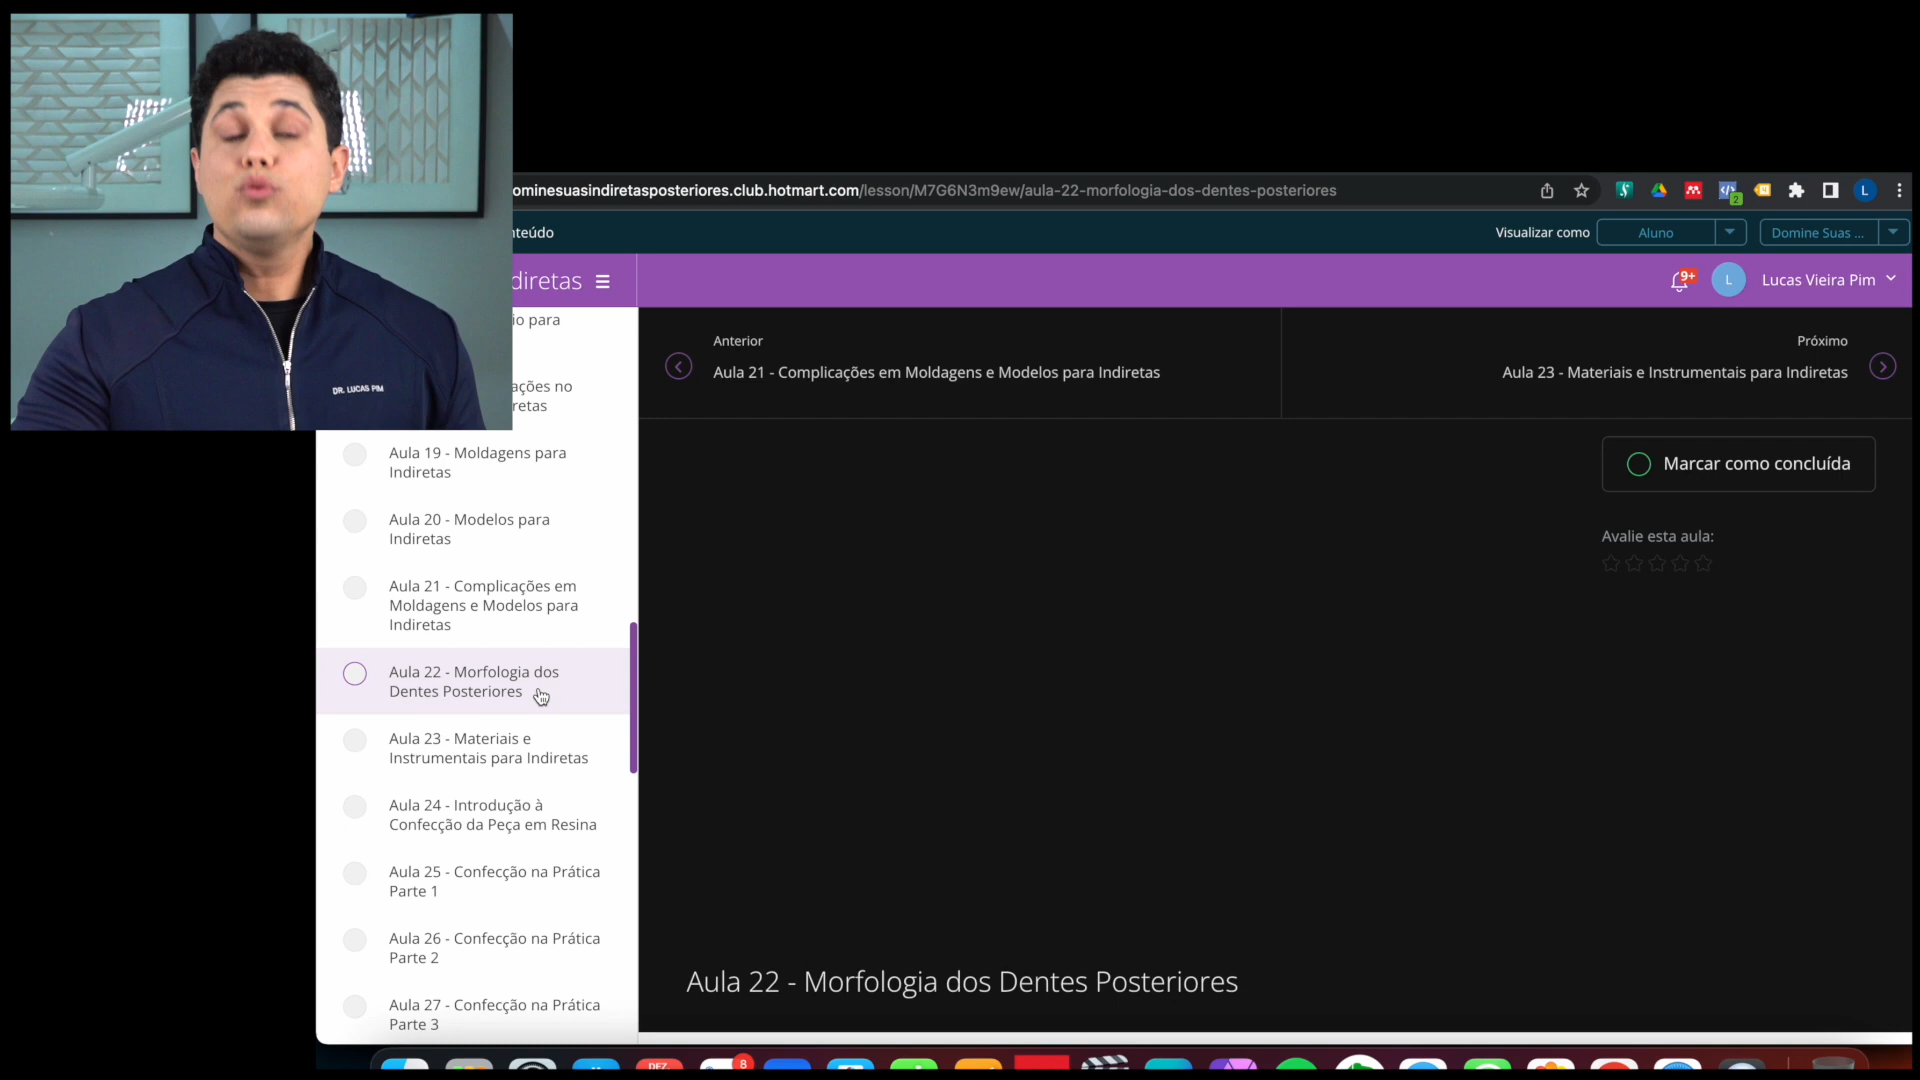 DR. LUCAS PIM
ominesuasindiretasposteriores.club.hotmart.com/lesson/M7G6N3m9ew/aula-22-morfologia-dos-dentes-posteriores
2
L
nteúdo
Visualizar como
Aluno
Domine Suas ...
diretas
9+
L
Lucas Vieira Pim
io para
ações no
retas
Aula 19 - Moldagens para
Indiretas
Aula 20 - Modelos para
Indiretas
Aula 21 - Complicações em
Moldagens e Modelos para
Indiretas
Aula 22 - Morfologia dos
Dentes Posteriores
Aula 23 - Materiais e
Instrumentais para Indiretas
Aula 24 - Introdução à
Confecção da Peça em Resina
Aula 25 - Confecção na Prática
Parte 1
Aula 26 - Confecção na Prática
Parte 2
Aula 27 - Confecção na Prática
Parte 3
Anterior
Aula 21 - Complicações em Moldagens e Modelos para Indiretas
Próximo
Aula 23 - Materiais e Instrumentais para Indiretas
Marcar como concluída
Avalie esta aula:
Aula 22 - Morfologia dos Dentes Posteriores
DEZ
8